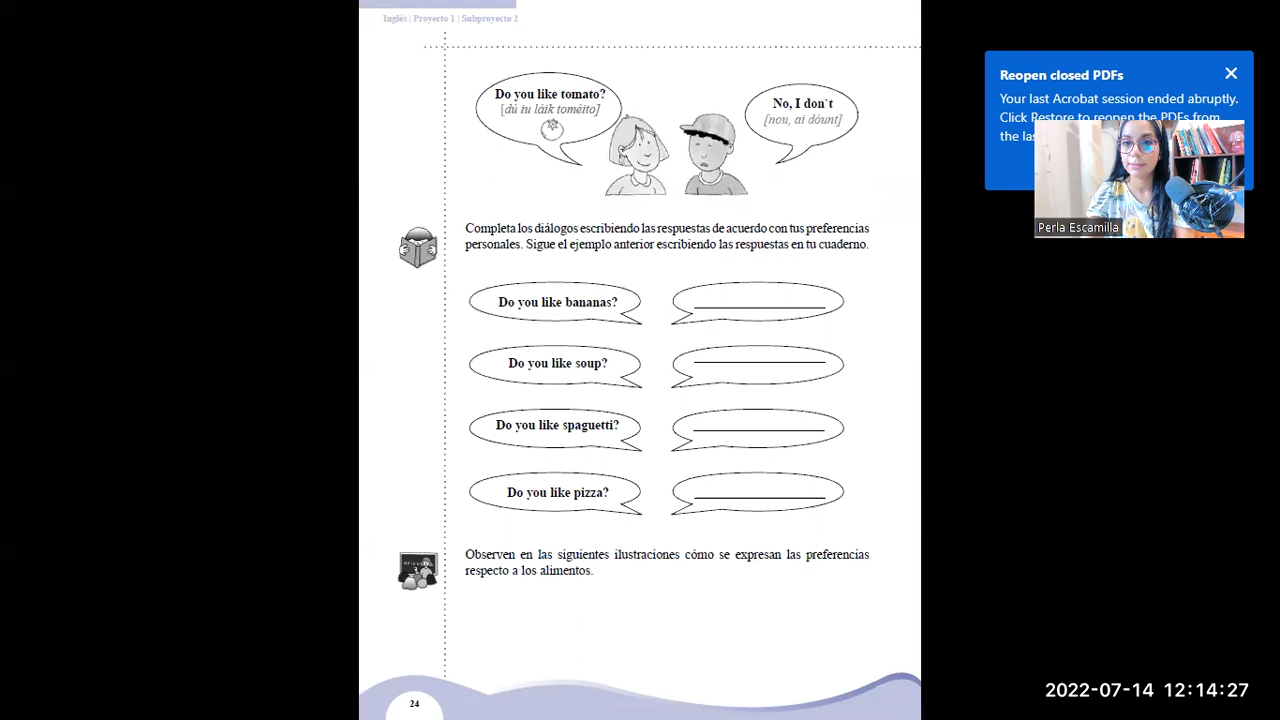 Inglés | Proyecto 1 | Subproyecto 2
Do you like tomato?
[dú iu láik toméito]
No, I don`t
[nou, ai dóunt]
Completa los diálogos escribiendo las respuestas de acuerdo con tus preferencias
personales. Sigue el ejemplo anterior escribiendo las respuestas en tu cuaderno.
Do you like bananas?
Do you like soup?
Do you like spaguetti?
Do you like pizza?
Observen en las siguientes ilustraciones cómo se expresan las preferencias
respecto a los alimentos.
24
Reopen closed PDFs
Your last Acrobat session ended abruptly.
Click Restore to reopen the PDFs from
the las
Perla Escamilla
2022-07-14 12:14:27